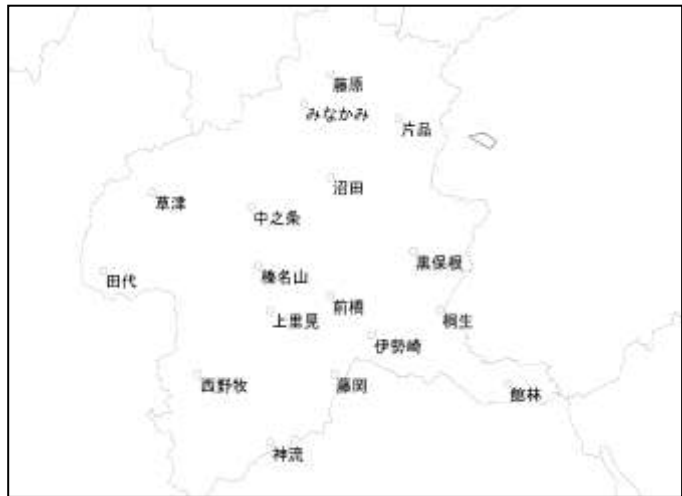 藤原
みなかみ
片品
沼田
草津
中之条
黒保根
榛名山
田代
前橋
上里見
桐生
伊勢崎
西野牧
藤岡
館林
神流